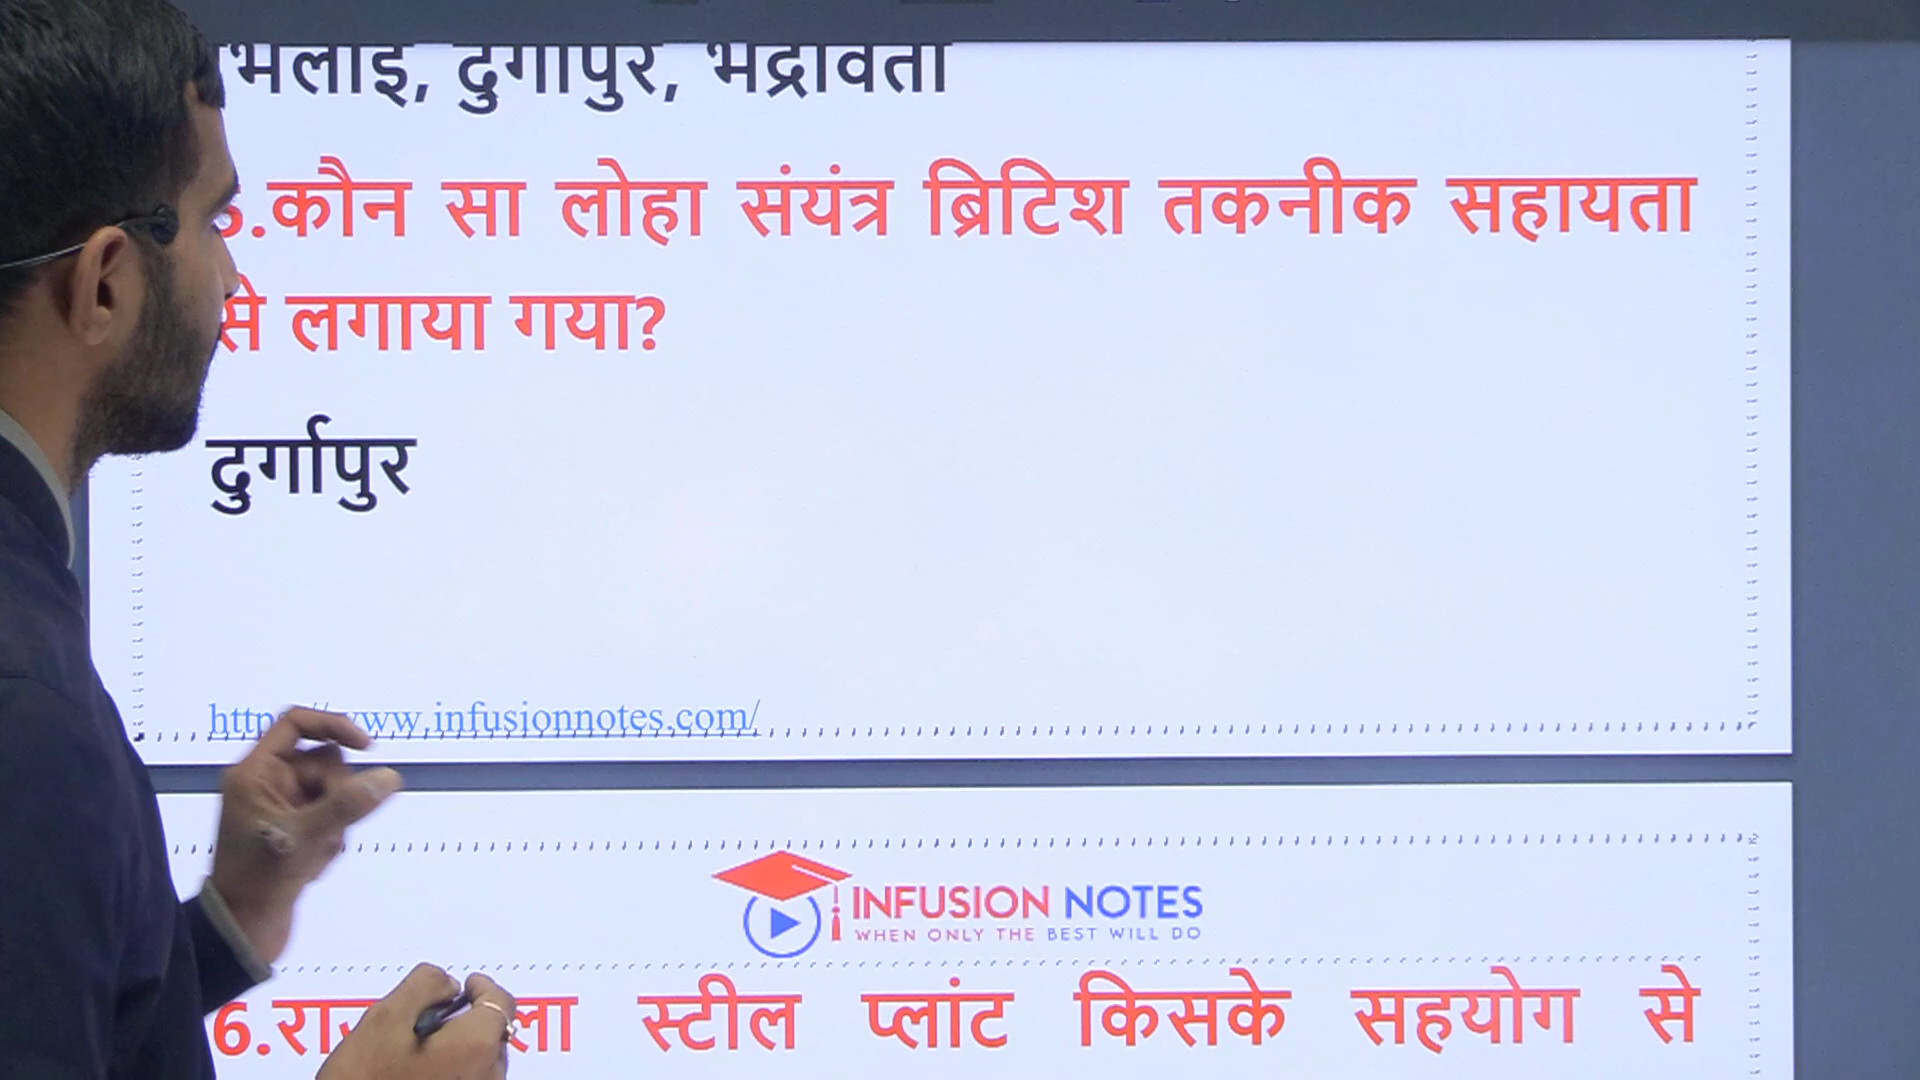 भिलाई, दुर्गापुर, भद्रावती
5.कौन सा लोहा संयंत्र ब्रिटिश तकनीक सहायता
से लगाया गया?
दुर्गापुर
https://www.infusionnotes.com/
INFUSION NOTES
WHEN ONLY THE BEST WILL DO
स्टील प्लांट किसके सहयोग से